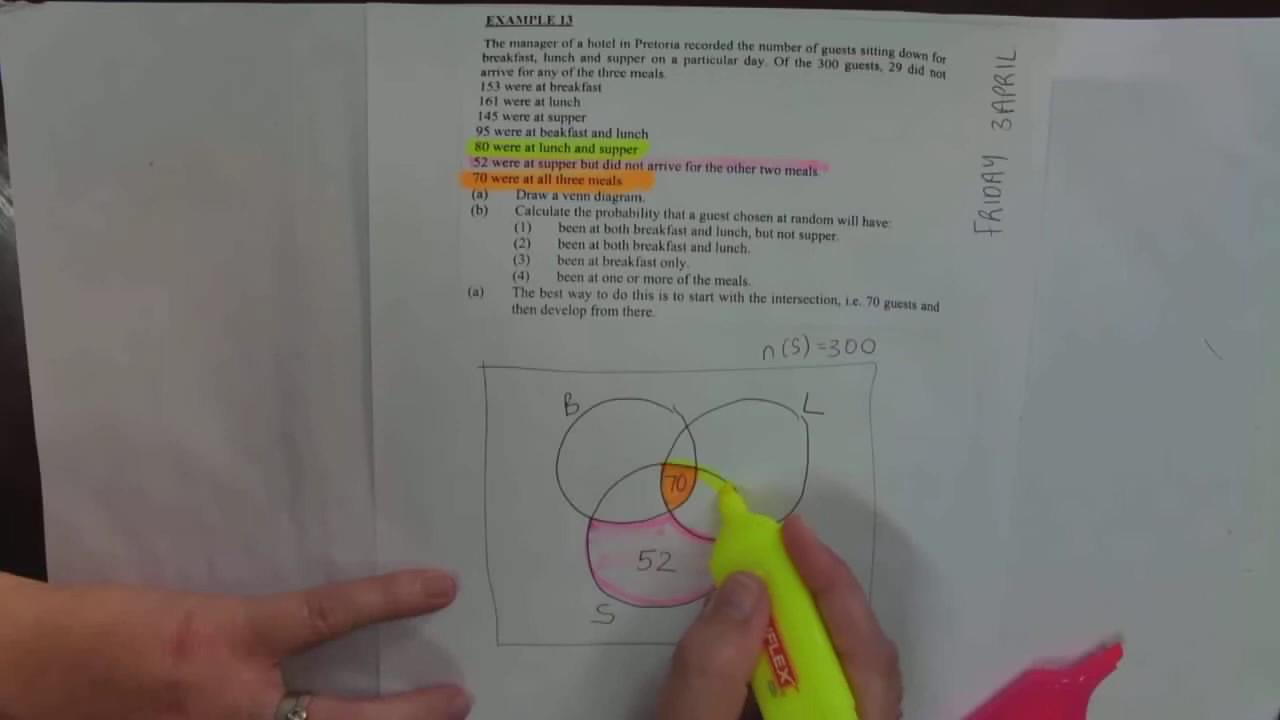 EXAMPLE 13
The manager of a hotel in Pretoria recorded the number of guests sitting down for
breakfast, lunch and supper on a particular day. Of the 300 guests, 29 did not
arrive for any of the three meals.
153 were at breakfast
161 were at lunch
145 were at supper
95 were at beakfast and lunch
80 were at lunch and supper
52 were at supper but did not arrive for the other two meals.
70 were at all three meals
(a) Draw a venn diagram.
(b) Calculate the probability that a guest chosen at random will have:
(1) been at both breakfast and lunch, but not supper.
(2) been at both breakfast and lunch.
(3) been at breakfast only.
(4) been at one or more of the meals.
(a) The best way to do this is to start with the intersection, i.e. 70 guests and
then develop from there.
FRIDAY 3 APRIL
n(S) = 300
B
L
70
52
S
FLEX